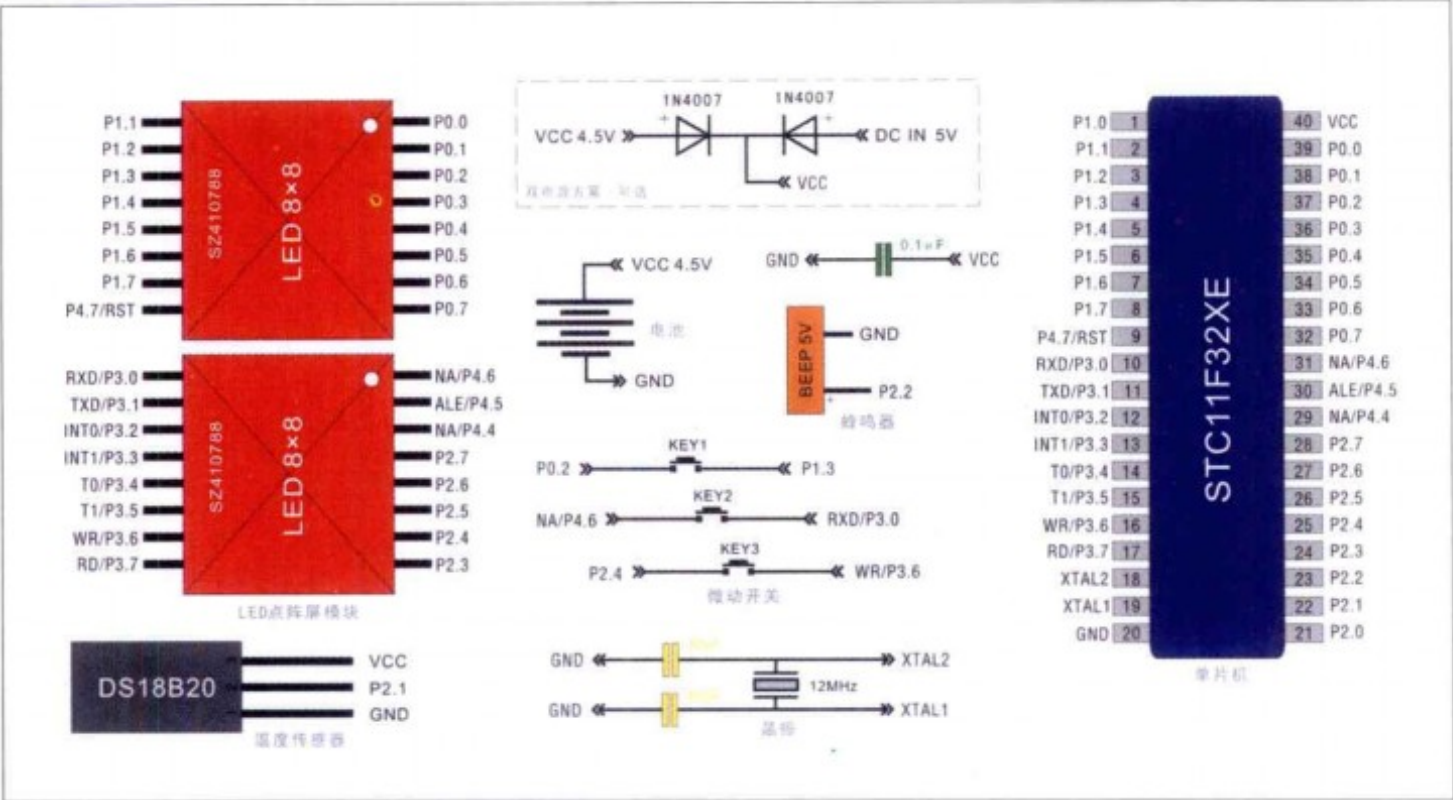 P1.1
P1.2
P1.3
P1.4
P1.5
P1.6
P1.7
P4.7/RST
SZ410788
LED 8×8
P0.0
P0.1
P0.2
P0.3
P0.4
P0.5
P0.6
P0.7
RXD/P3.0
TXD/P3.1
INT0/P3.2
INT1/P3.3
T0/P3.4
T1/P3.5
WR/P3.6
RD/P3.7
SZ410788
LED 8×8
NA/P4.6
ALE/P4.5
NA/P4.4
P2.7
P2.6
P2.5
P2.4
P2.3
LED点阵屏模块
DS18B20
VCC
P2.1
GND
温度传感器
1N4007 1N4007
VCC 4.5V DC IN 5V
VCC
VCC 4.5V
电池
GND
0.1uF
GND VCC
BEEP 5V
GND
P2.2
蜂鸣器
KEY1
P0.2 P1.3
KEY2
NA/P4.6 RXD/P3.0
KEY3
P2.4 WR/P3.6
微动开关
GND XTAL2
12MHz
GND XTAL1
晶振
P1.0 1 40 VCC
P1.1 2 39 P0.0
P1.2 3 38 P0.1
P1.3 4 37 P0.2
P1.4 5 36 P0.3
P1.5 6 35 P0.4
P1.6 7 34 P0.5
P1.7 8 33 P0.6
P4.7/RST 9 32 P0.7
RXD/P3.0 10 31 NA/P4.6
TXD/P3.1 11 30 ALE/P4.5
INT0/P3.2 12 29 NA/P4.4
INT1/P3.3 13 28 P2.7
T0/P3.4 14 27 P2.6
T1/P3.5 15 26 P2.5
WR/P3.6 16 25 P2.4
RD/P3.7 17 24 P2.3
XTAL2 18 23 P2.2
XTAL1 19 22 P2.1
GND 20 21 P2.0
STC11F32XE
单片机